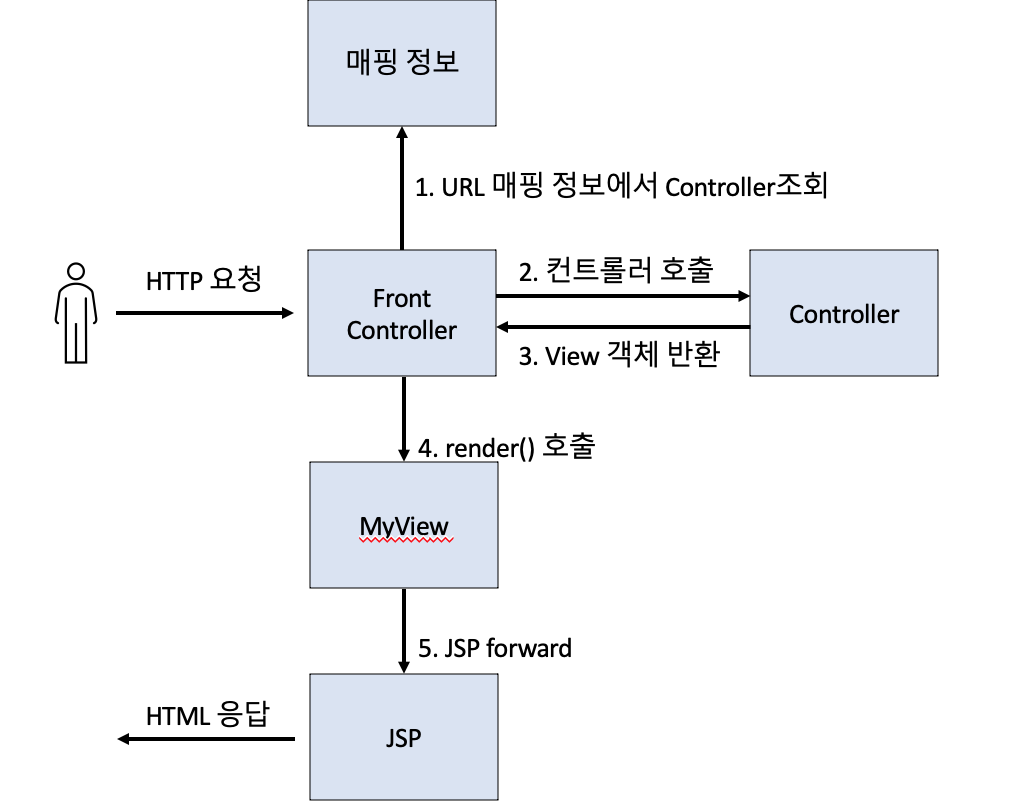 매핑 정보
1. URL 매핑 정보에서 Controller조회
HTTP 요청
Front
Controller
2. 컨트롤러 호출
3. View 객체 반환
Controller
4. render() 호출
MyView
5. JSP forward
HTML 응답
JSP